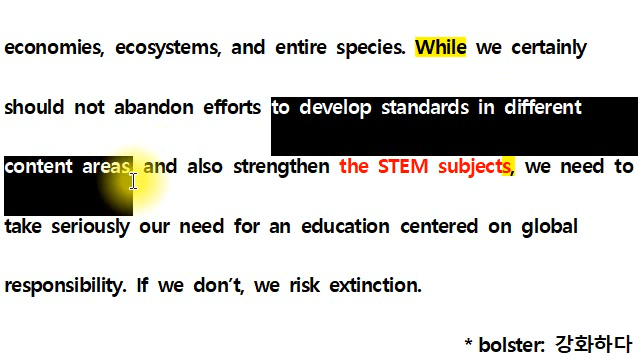 economies, ecosystems, and entire species. While we certainly
should not abandon efforts to develop standards in different
content areas, and also strengthen the STEM subjects, we need to
take seriously our need for an education centered on global
responsibility. If we don't, we risk extinction.
* bolster: 강화하다